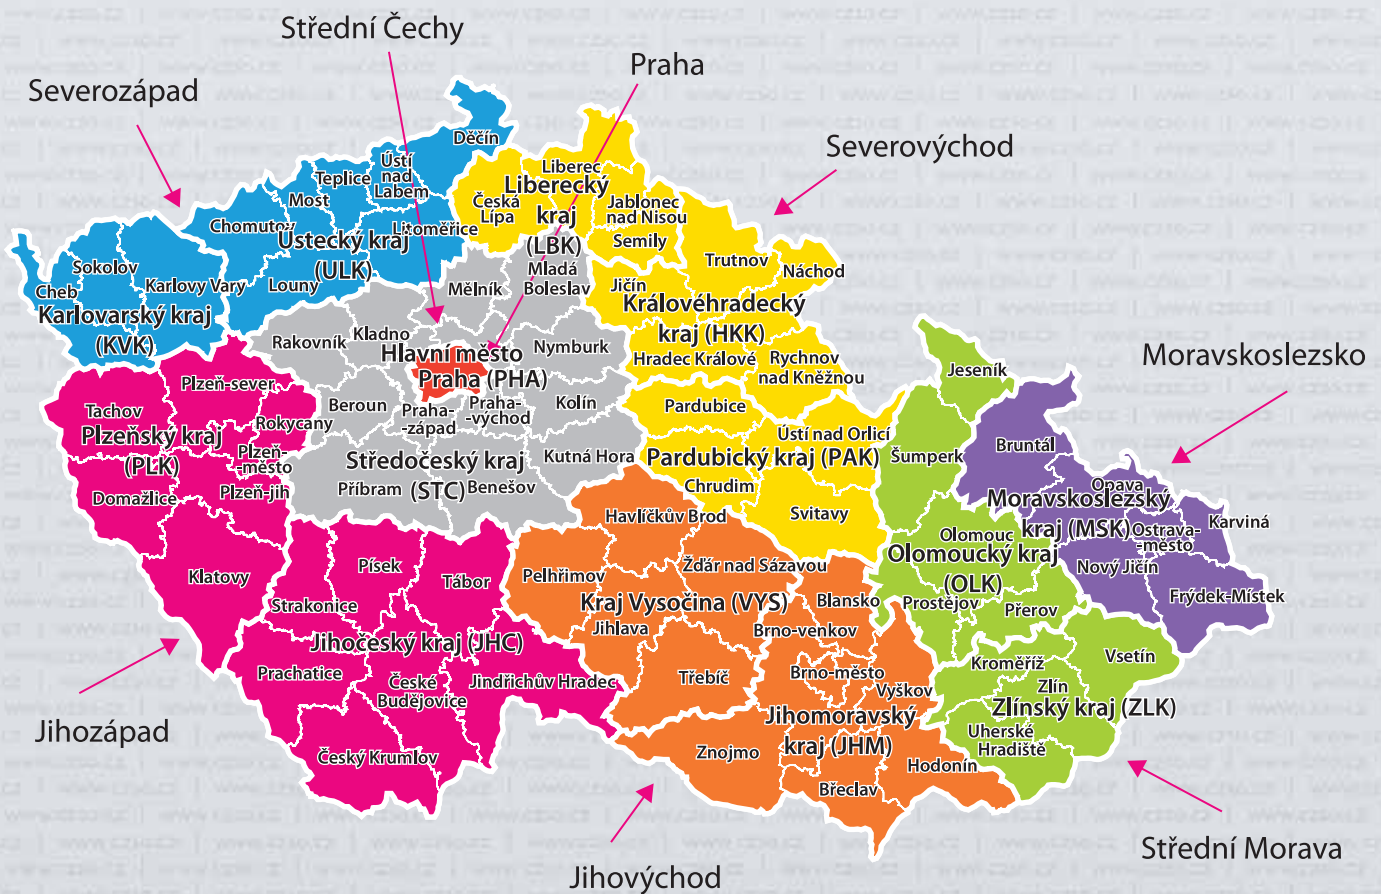 Střední Čechy
Praha
Severozápad
Severovýchod
Děčín
Ústí
nad
Labem
Teplice
Most
Chomutov
Litoměřice
Ústecký kraj
(ULK)
Louny
Sokolov
Cheb
Karlovy Vary
Karlovarský kraj
(KVK)
Liberec
Liberecký
kraj
(LBK)
Česká
Lípa
Jablonec
nad Nisou
Semily
Trutnov
Náchod
Jičín
Královéhradecký
kraj (HKK)
Hradec Králové
Rychnov
nad Kněžnou
Mělník
Mladá
Boleslav
Rakovník
Kladno
Hlavní město
Praha (PHA)
Nymburk
Kolín
Beroun
Praha-
-západ
Praha-
-východ
Středočeský kraj
(STC)
Příbram
Benešov
Kutná Hora
Pardubice
Ústí nad Orlicí
Pardubický kraj (PAK)
Chrudim
Svitavy
Moravskoslezsko
Jeseník
Šumperk
Bruntál
Opava
Moravskoslezský
kraj (MSK)
Ostrava-
-město
Karviná
Nový Jičín
Frýdek-Místek
Olomouc
Olomoucký kraj
(OLK)
Prostějov
Přerov
Plzeň-sever
Tachov
Rokycany
Plzeňský kraj
(PLK)
Plzeň-
-město
Domažlice
Plzeň-jih
Klatovy
Písek
Tábor
Strakonice
Jihočeský kraj (JHC)
Prachatice
České
Budějovice
Jindřichův Hradec
Český Krumlov
Havlíčkův Brod
Pelhřimov
Žďár nad Sázavou
Kraj Vysočina (VYS)
Jihlava
Třebíč
Blansko
Brno-venkov
Brno-město
Vyškov
Jihomoravský
kraj (JHM)
Znojmo
Hodonín
Břeclav
Kroměříž
Vsetín
Zlín
Zlínský kraj (ZLK)
Uherské
Hradiště
Jihozápad
Jihovýchod
Střední Morava